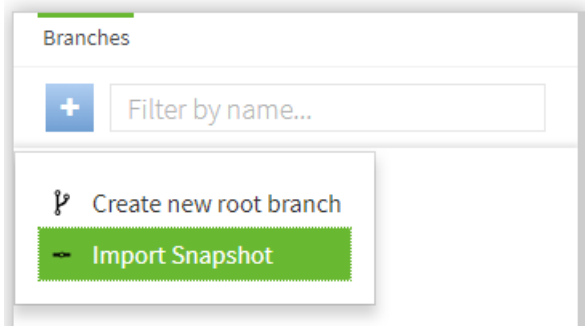 Branches
+ Filter by name...
Create new root branch
Import Snapshot